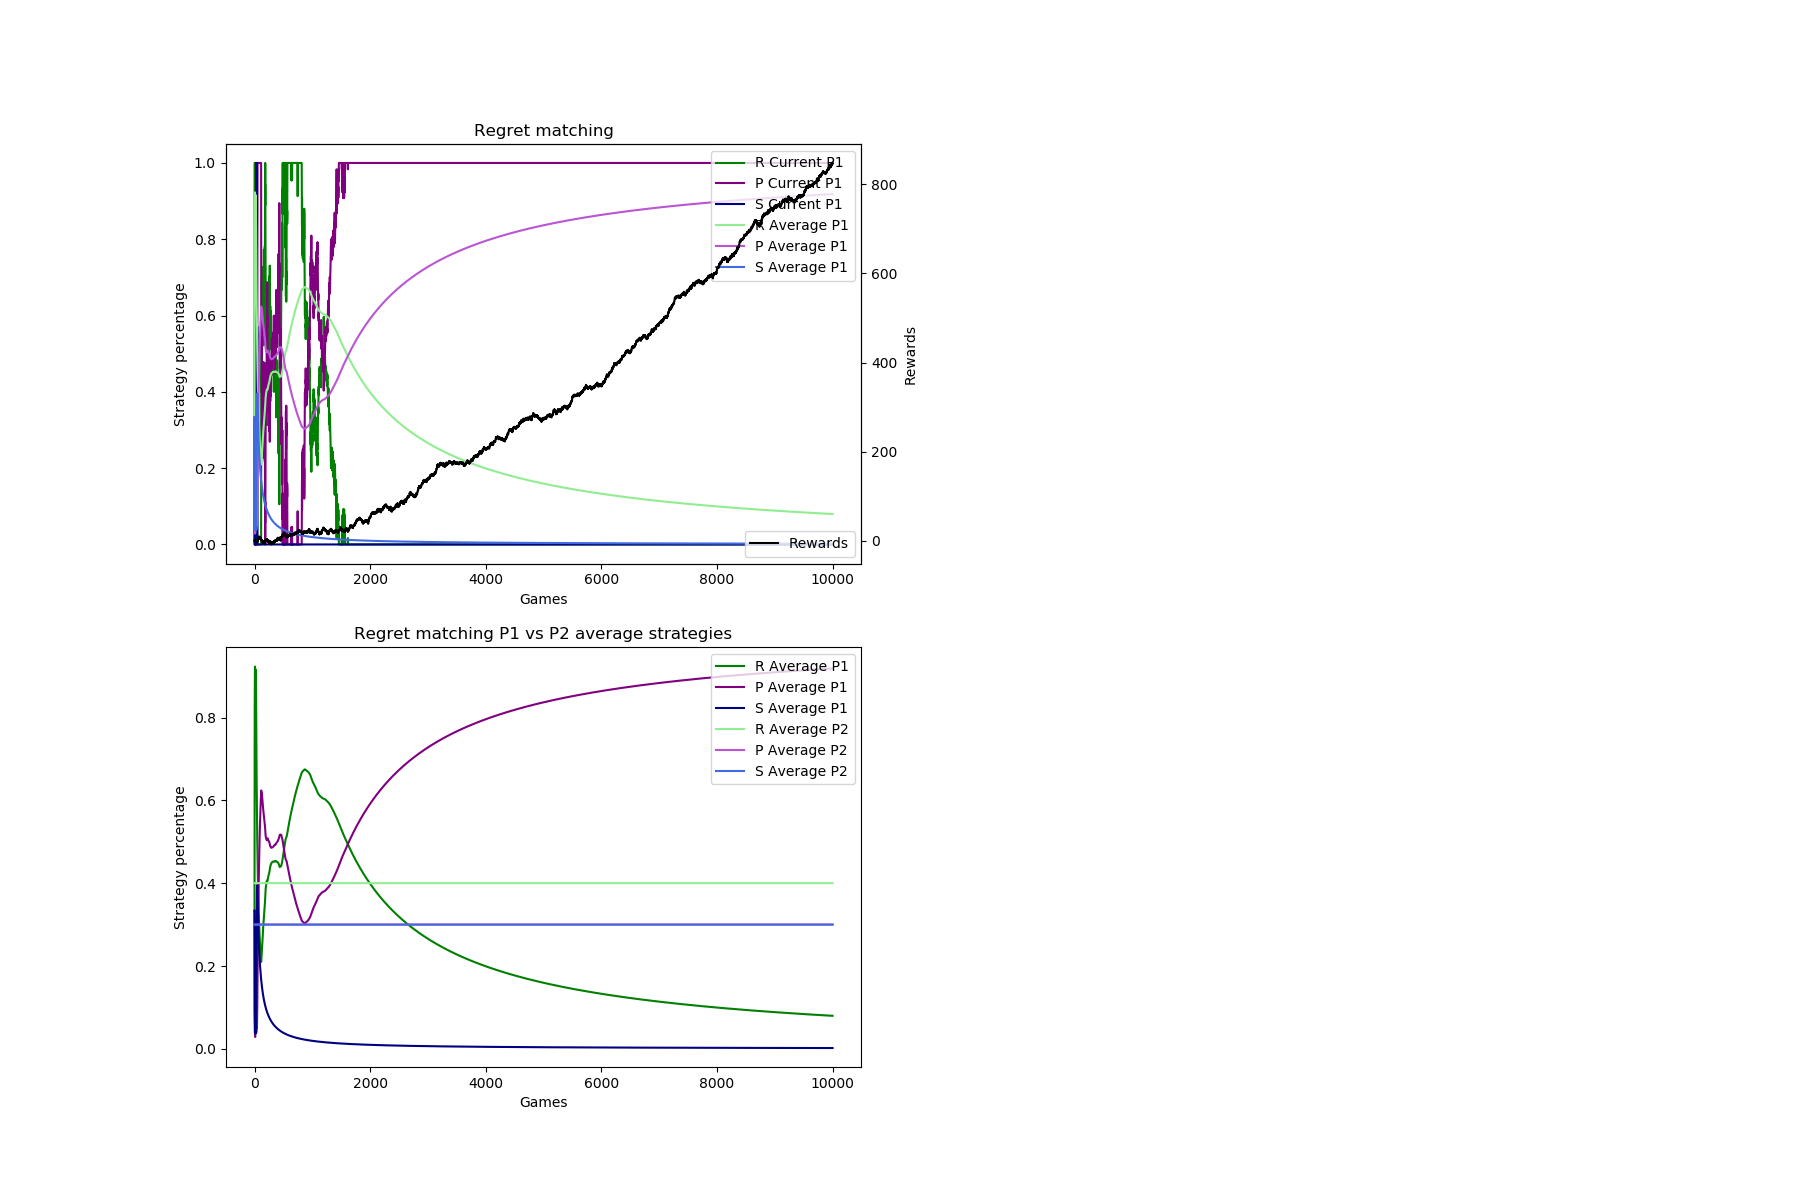 Regret matching
1.0
0.8
0.6
0.4
0.2
0.0
Strategy percentage
R Current P1
P Current P1
S Current P1
R Average P1
P Average P1
S Average P1
Rewards
800
600
400
200
0
Rewards
0 2000 4000 6000 8000 10000
Games
Regret matching P1 vs P2 average strategies
0.8
0.6
0.4
0.2
0.0
Strategy percentage
R Average P1
P Average P1
S Average P1
R Average P2
P Average P2
S Average P2
0 2000 4000 6000 8000 10000
Games